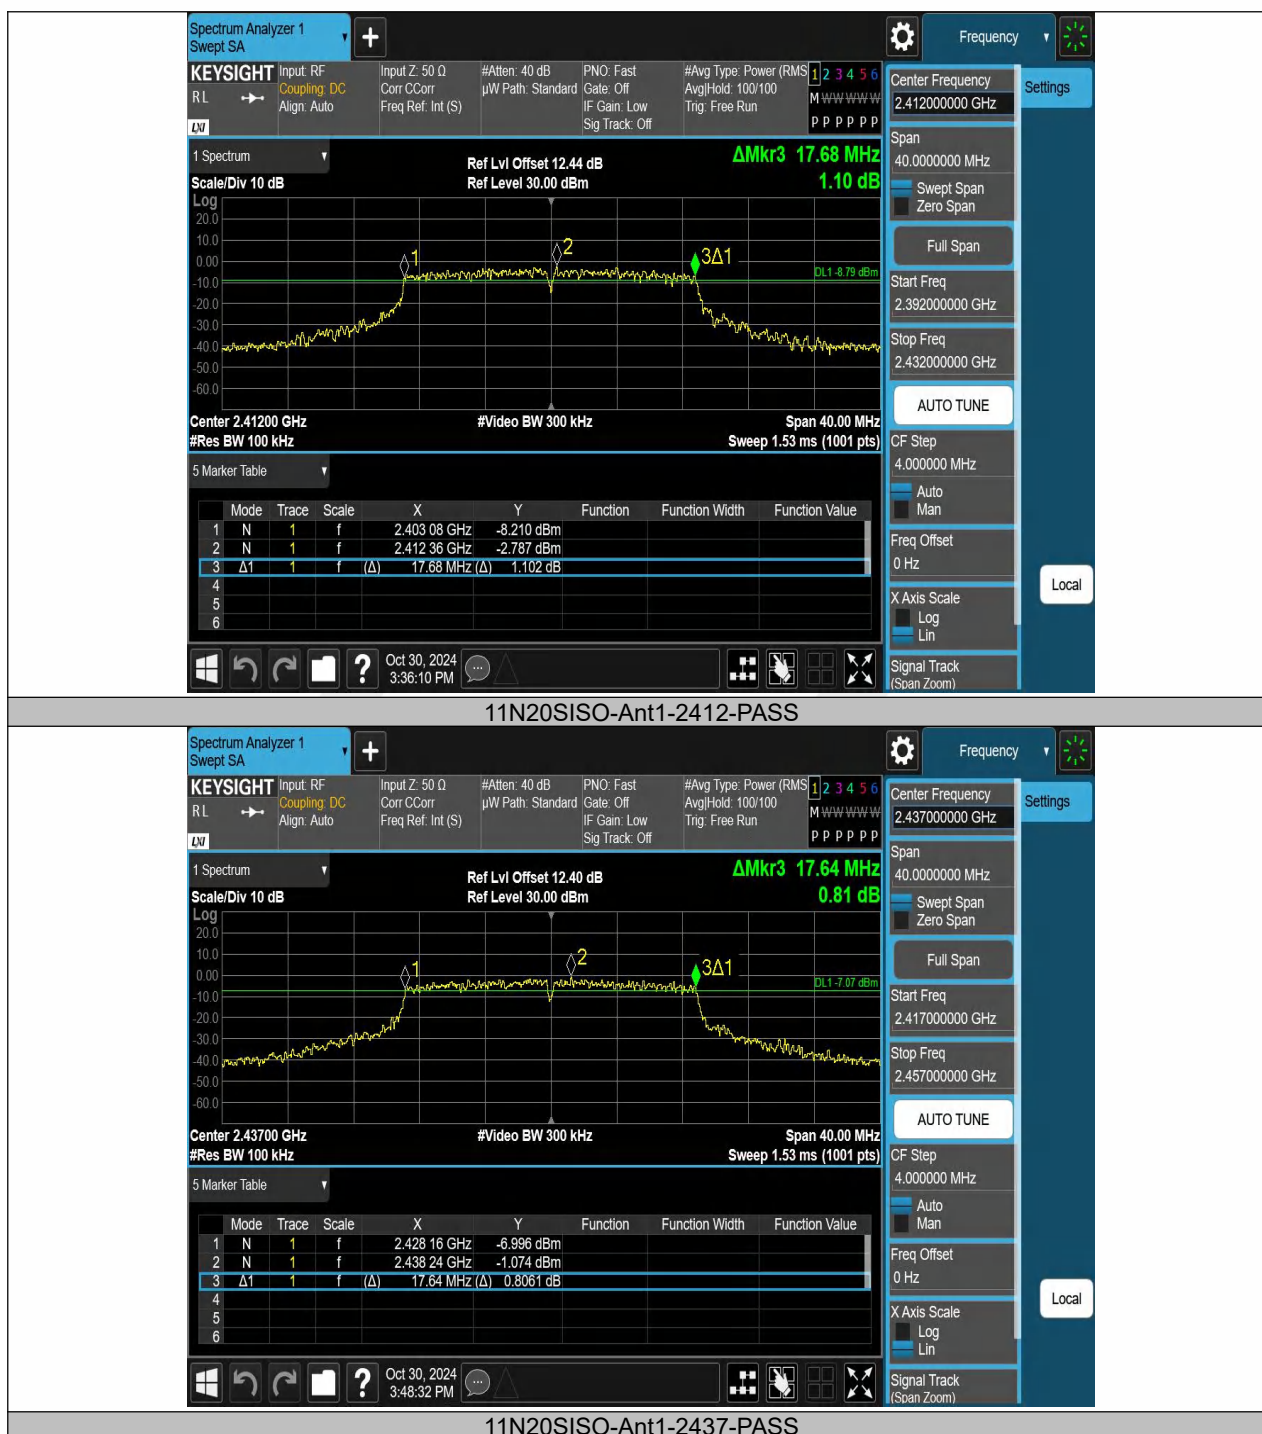 Spectrum Analyzer 1
Swept SA
+
Frequency
KEYSIGHT
R L
LXI
Input: RF
Coupling: DC
Align: Auto
Input Z: 50 Ω
Corr CCorr
Freq Ref: Int (S)
#Atten: 40 dB
µW Path: Standard
PNO: Fast
Gate: Off
IF Gain: Low
Sig Track: Off
#Avg Type: Power (RMS
Avg|Hold: 100/100
Trig: Free Run
1 2 3 4 5 6
M W W W W W
P P P P P P
Center Frequency
2.412000000 GHz
Settings
1 Spectrum
Ref Lvl Offset 12.44 dB
ΔMkr3 17.68 MHz
Scale/Div 10 dB
Ref Level 30.00 dBm
1.10 dB
Span
40.0000000 MHz
Swept Span
Zero Span
Full Span
Start Freq
2.392000000 GHz
Stop Freq
2.432000000 GHz
AUTO TUNE
CF Step
4.000000 MHz
Auto
Man
Freq Offset
0 Hz
X Axis Scale
Log
Lin
Signal Track
(Span Zoom)
Local
Log
20.0
10.0
0.00
-10.0
-20.0
-30.0
-40.0
-50.0
-60.0
1
2
3Δ1
DL1 -8.79 dBm
Center 2.41200 GHz
#Video BW 300 kHz
Span 40.00 MHz
#Res BW 100 kHz
Sweep 1.53 ms (1001 pts)
5 Marker Table
Mode Trace Scale X Y Function Function Width Function Value
1 N 1 f 2.403 08 GHz -8.210 dBm
2 N 1 f 2.412 36 GHz -2.787 dBm
3 Δ1 1 f (Δ) 17.68 MHz (Δ) 1.102 dB
4
5
6
?
Oct 30, 2024
3:36:10 PM
11N20SISO-Ant1-2412-PASS
Spectrum Analyzer 1
Swept SA
+
Frequency
KEYSIGHT
R L
LXI
Input: RF
Coupling: DC
Align: Auto
Input Z: 50 Ω
Corr CCorr
Freq Ref: Int (S)
#Atten: 40 dB
µW Path: Standard
PNO: Fast
Gate: Off
IF Gain: Low
Sig Track: Off
#Avg Type: Power (RMS
Avg|Hold: 100/100
Trig: Free Run
1 2 3 4 5 6
M W W W W W
P P P P P P
Center Frequency
2.437000000 GHz
Settings
1 Spectrum
Ref Lvl Offset 12.40 dB
ΔMkr3 17.64 MHz
Scale/Div 10 dB
Ref Level 30.00 dBm
0.81 dB
Span
40.0000000 MHz
Swept Span
Zero Span
Full Span
Start Freq
2.417000000 GHz
Stop Freq
2.457000000 GHz
AUTO TUNE
CF Step
4.000000 MHz
Auto
Man
Freq Offset
0 Hz
X Axis Scale
Log
Lin
Signal Track
(Span Zoom)
Local
Log
20.0
10.0
0.00
-10.0
-20.0
-30.0
-40.0
-50.0
-60.0
1
2
3Δ1
DL1 -7.07 dBm
Center 2.43700 GHz
#Video BW 300 kHz
Span 40.00 MHz
#Res BW 100 kHz
Sweep 1.53 ms (1001 pts)
5 Marker Table
Mode Trace Scale X Y Function Function Width Function Value
1 N 1 f 2.428 16 GHz -6.996 dBm
2 N 1 f 2.438 24 GHz -1.074 dBm
3 Δ1 1 f (Δ) 17.64 MHz (Δ) 0.8061 dB
4
5
6
?
Oct 30, 2024
3:48:32 PM
11N20SISO-Ant1-2437-PASS